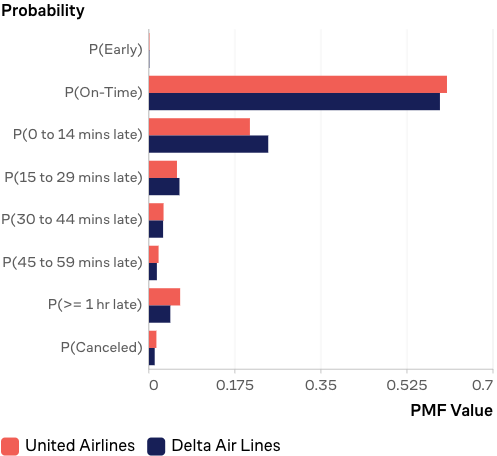 Probability
P(Early)
P(On-Time)
P(0 to 14 mins late)
P(15 to 29 mins late)
P(30 to 44 mins late)
P(45 to 59 mins late)
P(>= 1 hr late)
P(Canceled)
0 0.175 0.35 0.525 0.7
PMF Value
United Airlines Delta Air Lines